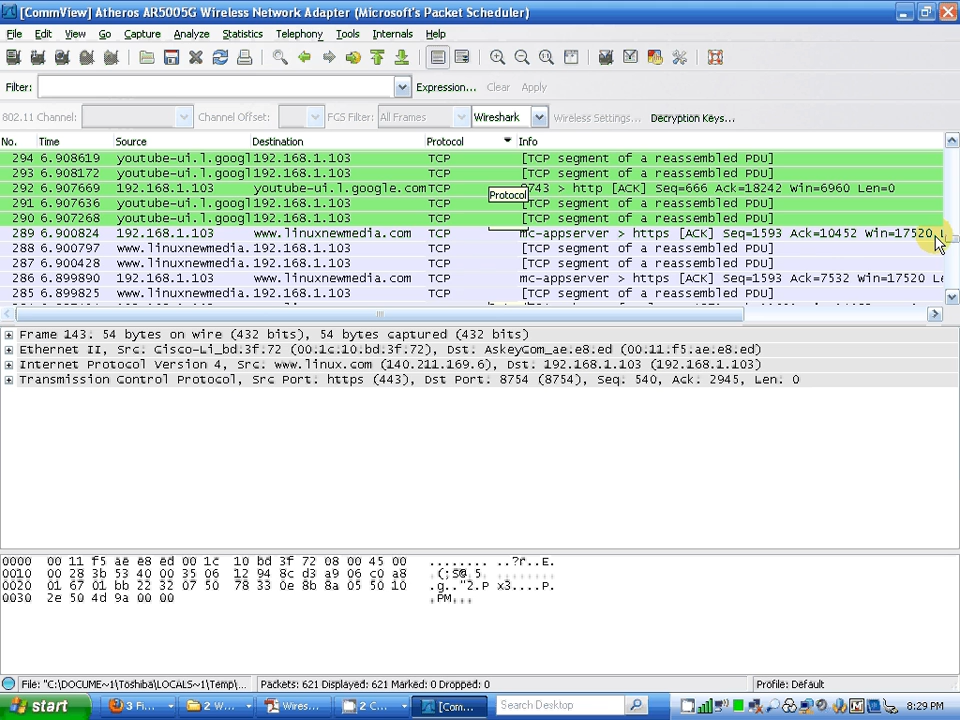 [CommView] Atheros AR5005G Wireless Network Adapter (Microsoft's Packet Scheduler)
File Edit View Go Capture Analyze Statistics Telephony Tools Internals Help
Filter: Expression... Clear Apply
802.11 Channel: Channel Offset: FCS Filter: All Frames Wireshark Wireless Settings... Decryption Keys...
No. Time Source Destination Protocol Info
294 6.908619 youtube-ui.l.googl 192.168.1.103 TCP [TCP segment of a reassembled PDU]
293 6.908172 youtube-ui.l.googl 192.168.1.103 TCP [TCP segment of a reassembled PDU]
292 6.907669 192.168.1.103 youtube-ui.l.google.com TCP 8743 > http [ACK] Seq=666 Ack=18242 Win=6960 Len=0
Protocol
291 6.907636 youtube-ui.l.googl 192.168.1.103 TCP [TCP segment of a reassembled PDU]
290 6.907268 youtube-ui.l.googl 192.168.1.103 TCP [TCP segment of a reassembled PDU]
289 6.900824 192.168.1.103 www.linuxnewmedia.com TCP mc-appserver > https [ACK] Seq=1593 Ack=10452 Win=17520 L
288 6.900797 www.linuxnewmedia. 192.168.1.103 TCP [TCP segment of a reassembled PDU]
287 6.900428 www.linuxnewmedia. 192.168.1.103 TCP [TCP segment of a reassembled PDU]
286 6.899890 192.168.1.103 www.linuxnewmedia.com TCP mc-appserver > https [ACK] Seq=1593 Ack=7532 Win=17520 Le
285 6.899825 www.linuxnewmedia. 192.168.1.103 TCP [TCP segment of a reassembled PDU]
Frame 143. 54 bytes on wire (432 bits), 54 bytes captured (432 bits)
Ethernet II, Src. Cisco-Li_bd.3f.72 (00.1c.10.bd.3f.72), Dst. AskeyCom_ae.e8.ed (00.11.f5.ae.e8.ed)
Internet Protocol Version 4, Src. www.linux.com (140.211.169.6), Dst. 192.168.1.103 (192.168.1.103)
Transmission Control Protocol, Src Port. https (443), Dst Port. 8754 (8754), Seq. 540, Ack. 2945, Len. 0
0000 00 11 f5 ae e8 ed 00 1c 10 bd 3f 72 08 00 45 00 ........ ..?r..E.
0010 00 28 3b 53 40 00 35 06 12 94 8c d3 a9 06 c0 a8 .(;S@.5. ........
0020 01 67 01 bb 22 32 07 50 78 33 0e 8b 8a 05 50 10 .g.."2.P x3....P.
0030 2e 50 4d 9a 00 00 .PM...
File: "C:\DOCUME~1\Toshiba\LOCALS~1\Temp\... Packets: 621 Displayed: 621 Marked: 0 Dropped: 0 Profile: Default
start 3 Fi... 2 W... Wires... 2 C... [Com... Search Desktop 8:29 PM